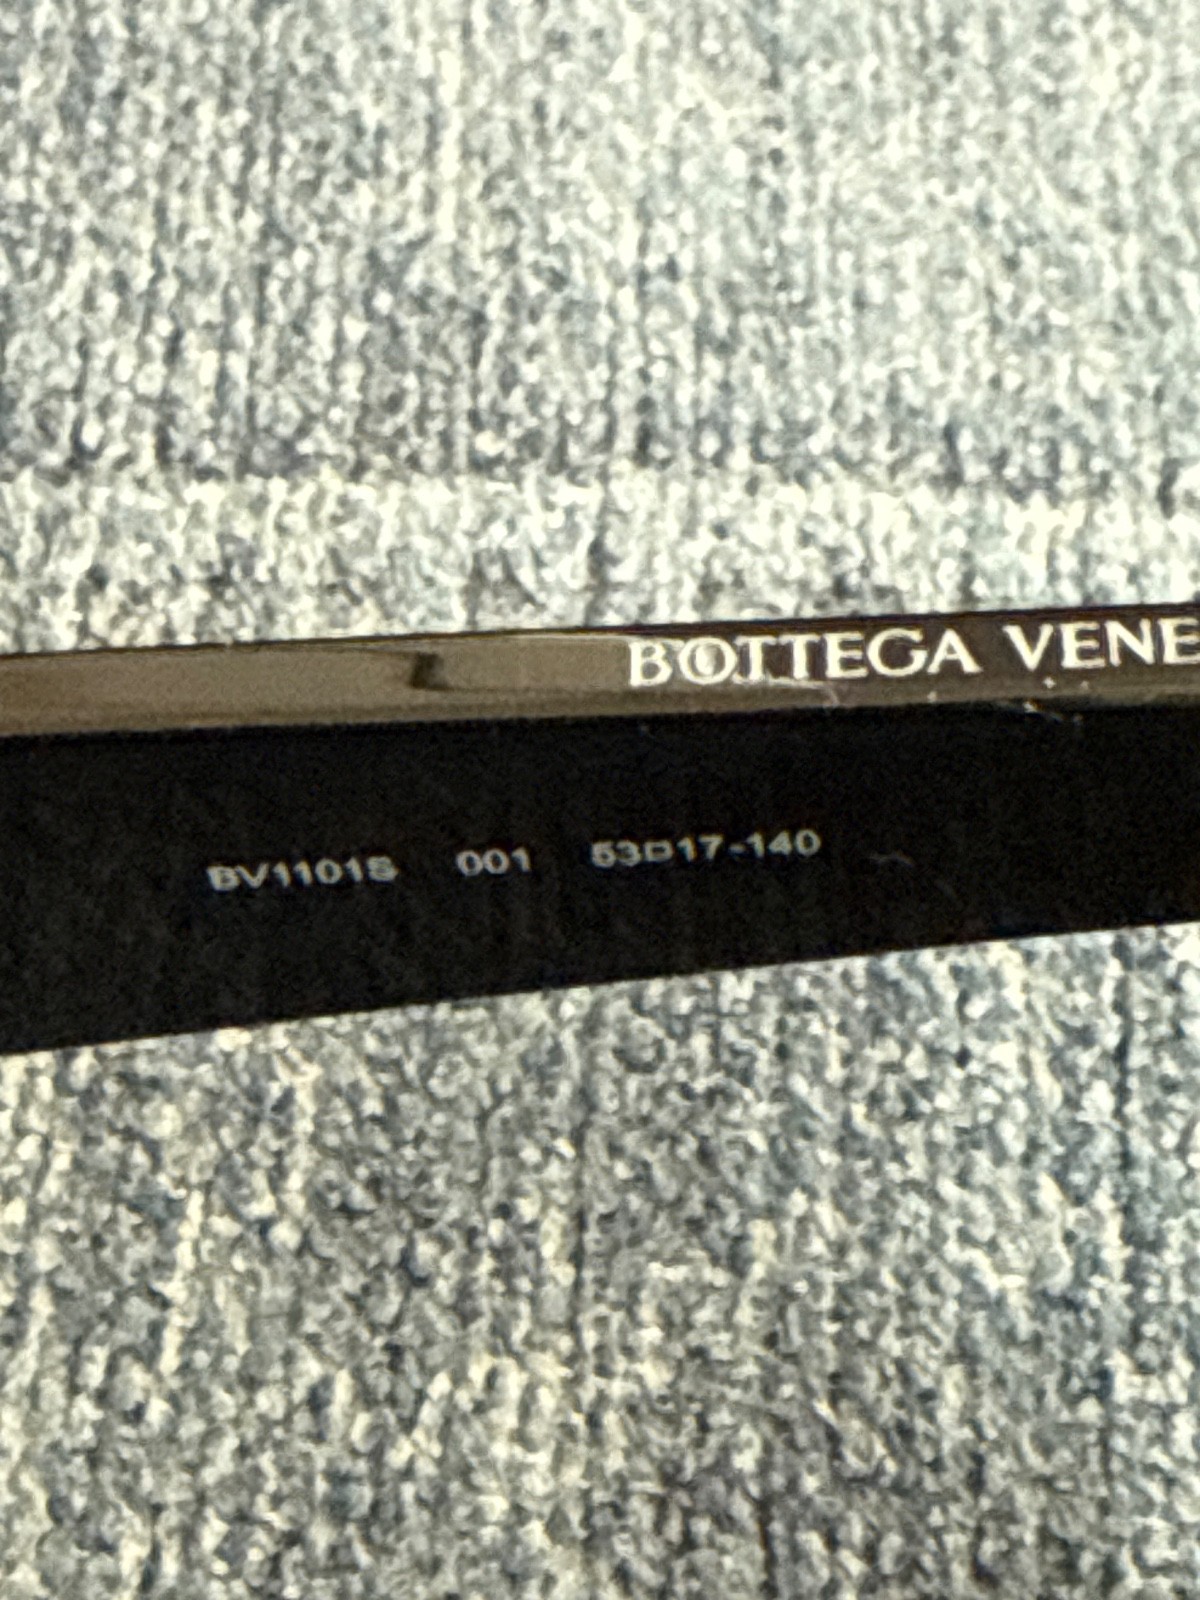 BOTTEGA VENE
BV1101S 001 53□17-140